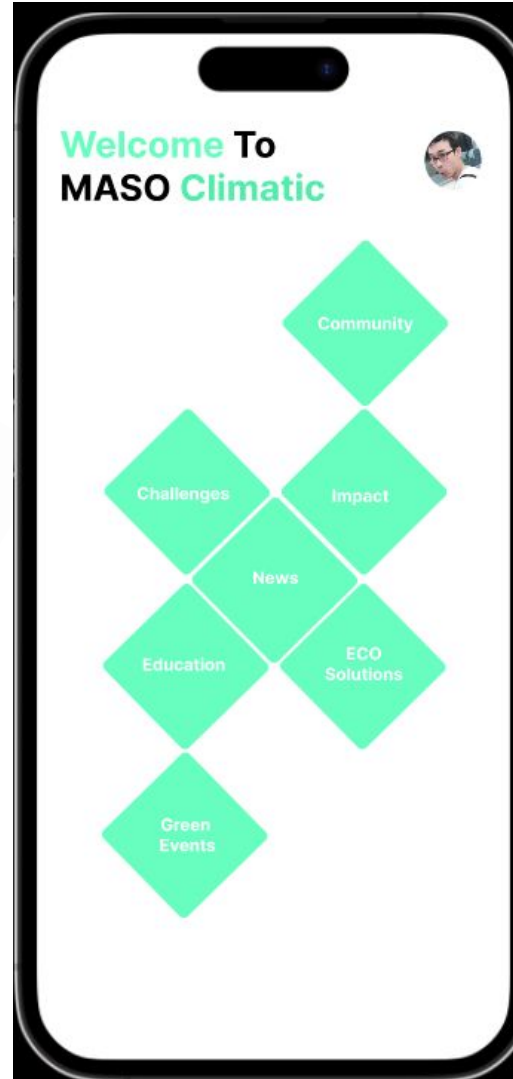 Welcome To
MASO Climatic
Community
Challenges
Impact
News
Education
ECO
Solutions
Green
Events